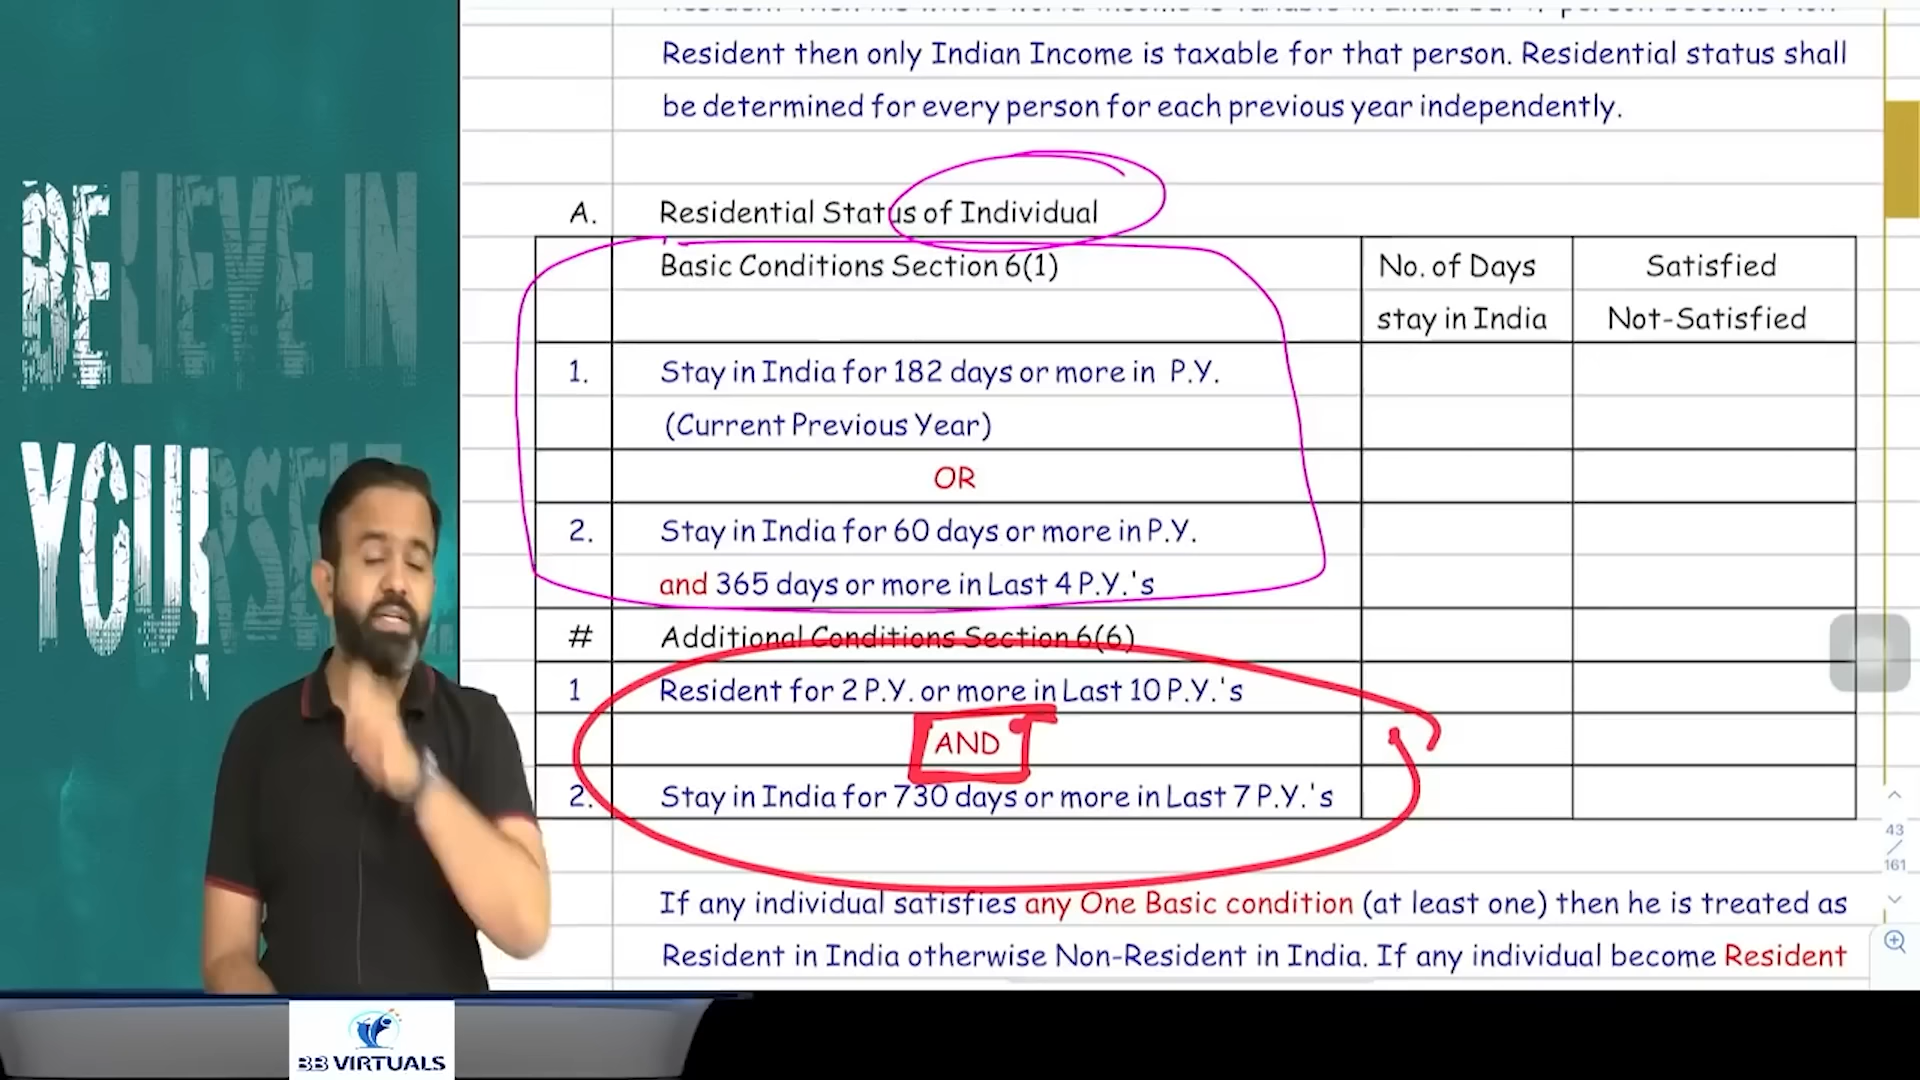 BELIEVE IN
YOURSELF.
Resident then only Indian Income is taxable for that person. Residential status shall
be determined for every person for each previous year independently.
A. Residential Status of Individual
Basic Conditions Section 6(1) No. of Days Satisfied
stay in India Not-Satisfied
1. Stay in India for 182 days or more in P.Y.
(Current Previous Year)
OR
2. Stay in India for 60 days or more in P.Y.
and 365 days or more in Last 4 P.Y.'s
# Additional Conditions Section 6(6)
1 Resident for 2 P.Y. or more in Last 10 P.Y.'s
AND
2. Stay in India for 730 days or more in Last 7 P.Y.'s
If any individual satisfies any One Basic condition (at least one) then he is treated as
Resident in India otherwise Non-Resident in India. If any individual become Resident
43
/
161
BB VIRTUALS